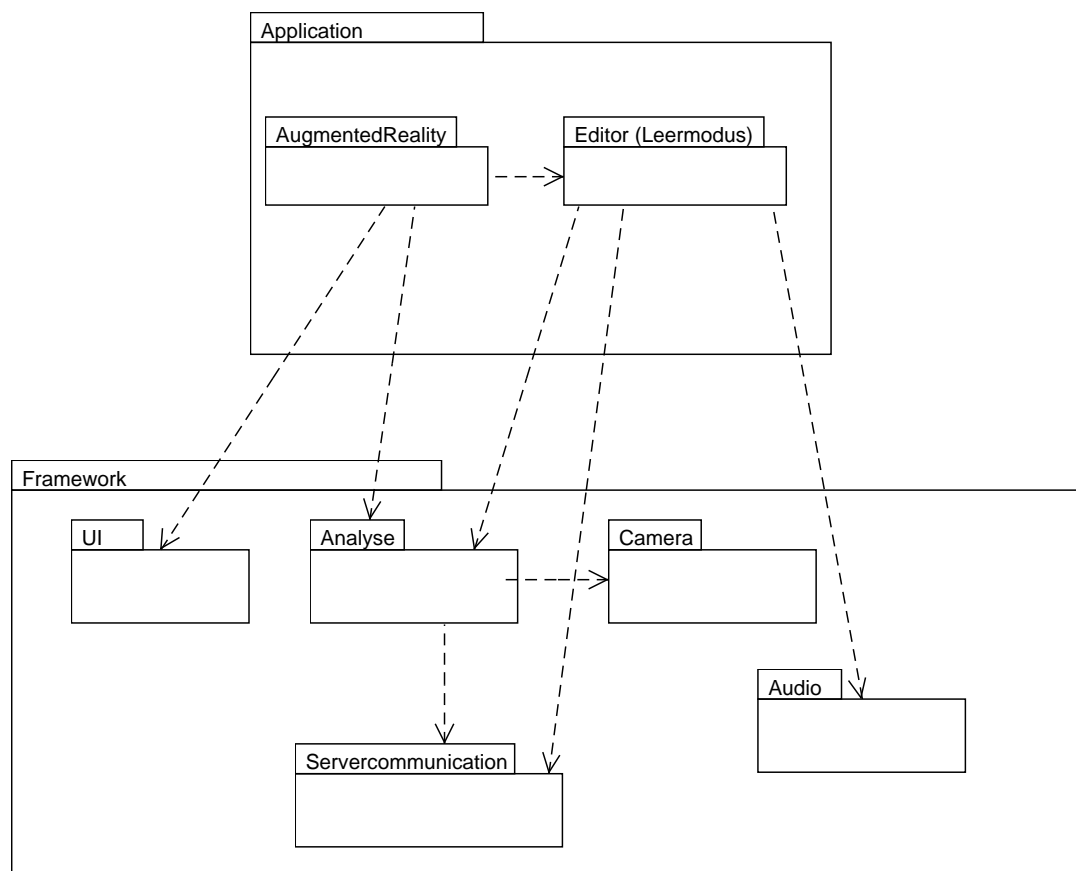 Application
AugmentedReality
Editor (Leermodus)
Framework
UI
Analyse
Camera
Audio
Servercommunication